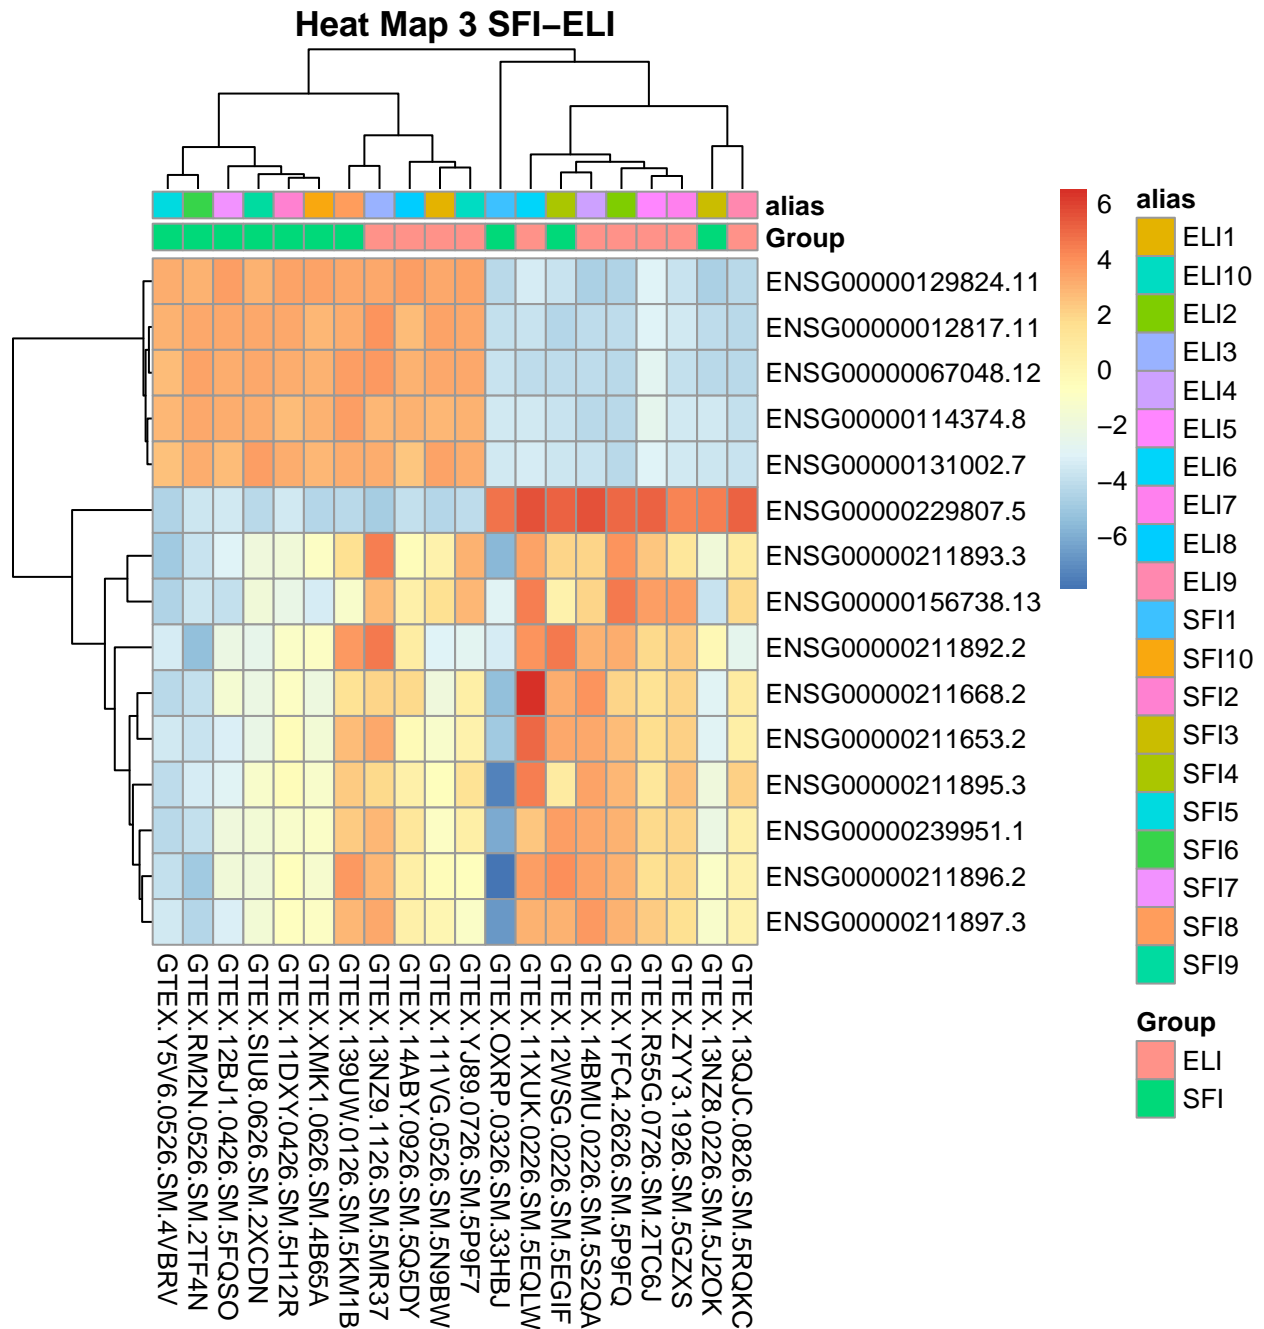 Heat Map 3 SFI–ELI
alias
Group
ENSG00000129824.11
ENSG00000012817.11
ENSG00000067048.12
ENSG00000114374.8
ENSG00000131002.7
ENSG00000229807.5
ENSG00000211893.3
ENSG00000156738.13
ENSG00000211892.2
ENSG00000211668.2
ENSG00000211653.2
ENSG00000211895.3
ENSG00000239951.1
ENSG00000211896.2
ENSG00000211897.3
GTEX.Y5V6.0526.SM.4VBRV
GTEX.RM2N.0526.SM.2TF4N
GTEX.12BJ1.0426.SM.5FQSO
GTEX.SIU8.0626.SM.2XCDN
GTEX.11DXY.0426.SM.5H12R
GTEX.XMK1.0626.SM.4B65A
GTEX.139UW.0126.SM.5KM1B
GTEX.13NZ9.1126.SM.5MR37
GTEX.14ABY.0926.SM.5Q5DY
GTEX.111VG.0526.SM.5N9BW
GTEX.YJ89.0726.SM.5P9F7
GTEX.OXRP.0326.SM.33HBJ
GTEX.11XUK.0226.SM.5EQLW
GTEX.12WSG.0226.SM.5EGIF
GTEX.14BMU.0226.SM.5S2QA
GTEX.YFC4.2626.SM.5P9FQ
GTEX.R55G.0726.SM.2TC6J
GTEX.ZYY3.1926.SM.5GZXS
GTEX.13NZ8.0226.SM.5J2OK
GTEX.13QJC.0826.SM.5RQKC
6
4
2
0
−2
−4
−6
alias
ELI1
ELI10
ELI2
ELI3
ELI4
ELI5
ELI6
ELI7
ELI8
ELI9
SFI1
SFI10
SFI2
SFI3
SFI4
SFI5
SFI6
SFI7
SFI8
SFI9
Group
ELI
SFI